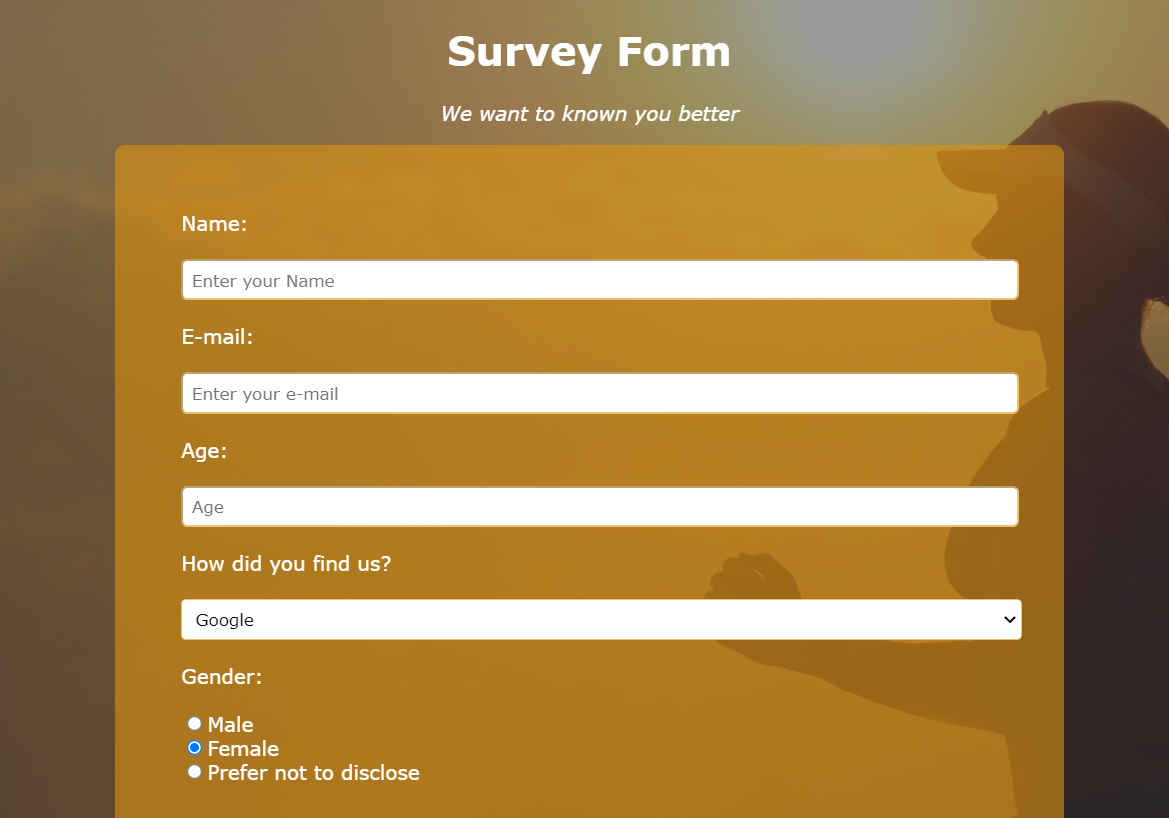 Survey Form
We want to known you better
Name:
Enter your Name
E-mail:
Enter your e-mail
Age:
Age
How did you find us?
Google
Gender:
Male
Female
Prefer not to disclose